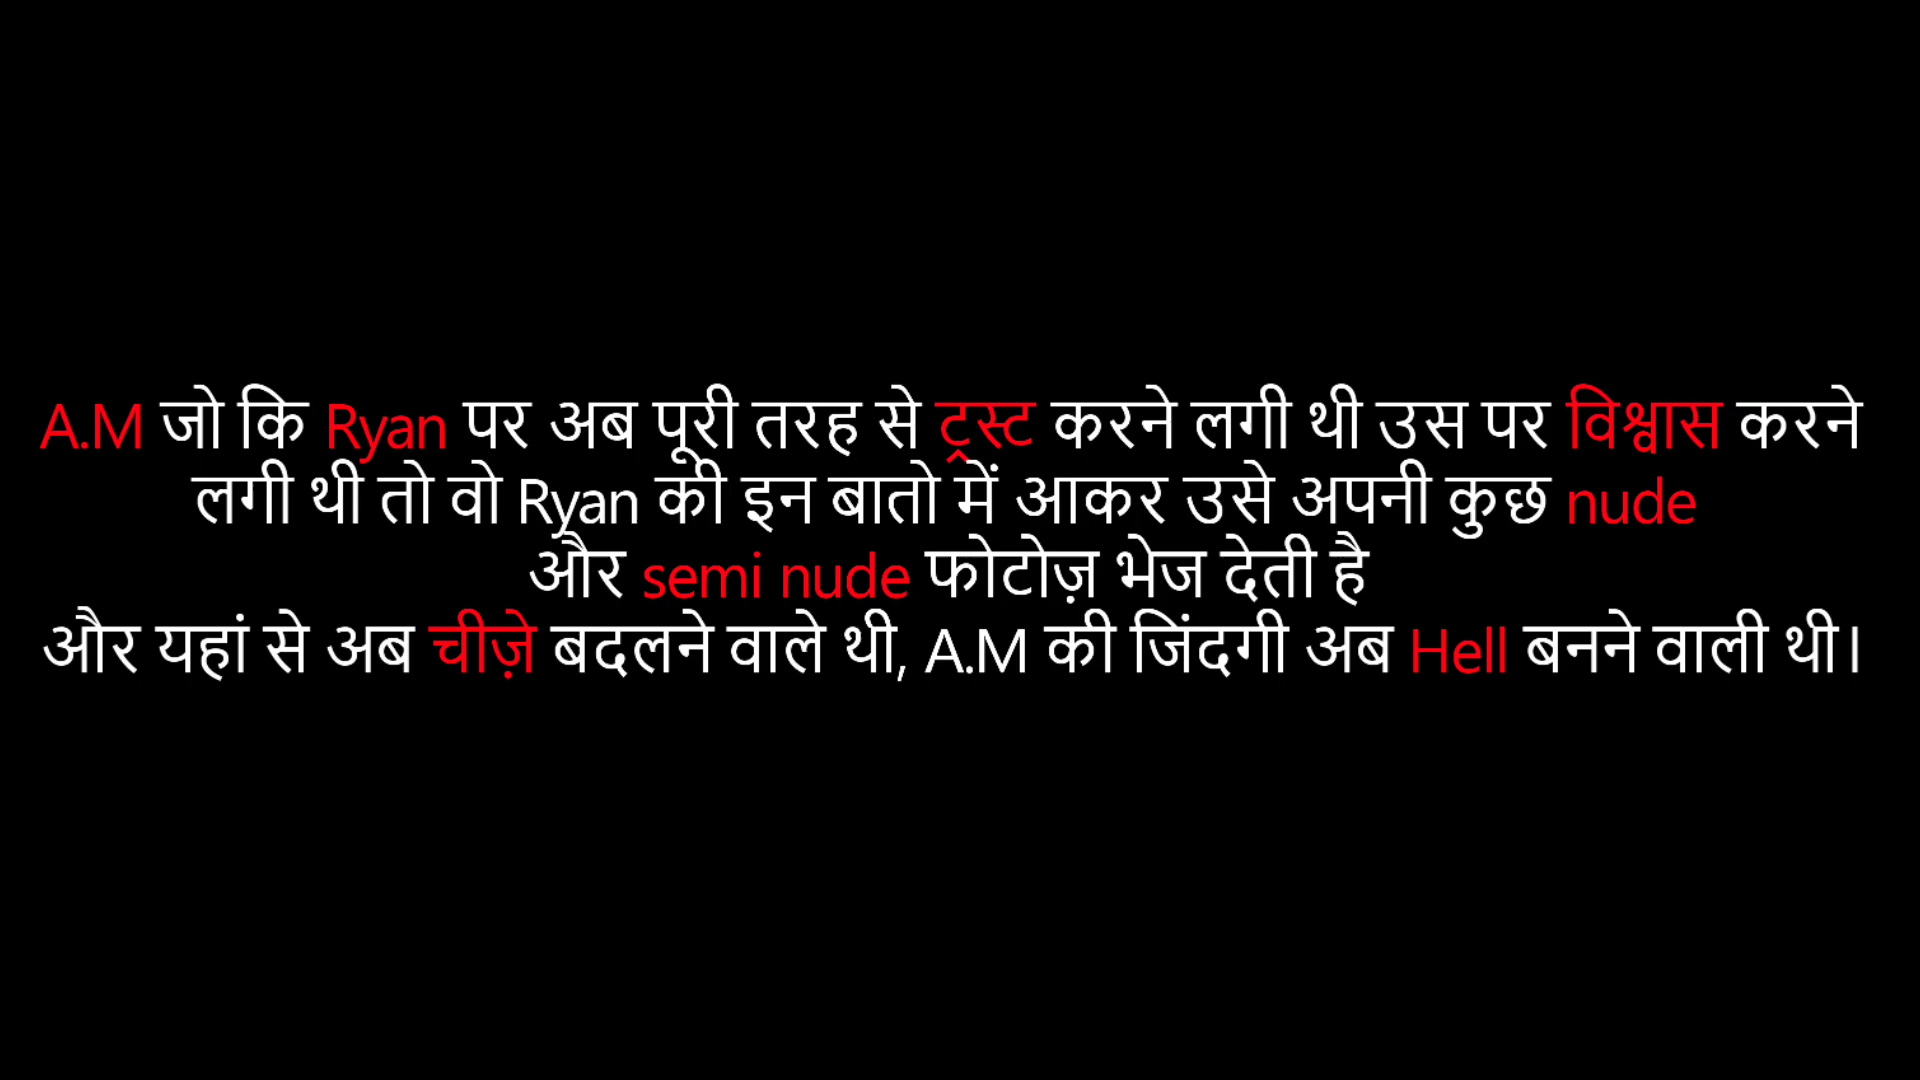 A.M जो कि Ryan पर अब पूरी तरह से ट्रस्ट करने लगी थी उस पर विश्वास करने
लगी थी तो वो Ryan की इन बातो में आकर उसे अपनी कुछ nude
और semi nude फोटोज़ भेज देती है
और यहां से अब चीज़े बदलने वाले थी, A.M की जिंदगी अब Hell बनने वाली थी।